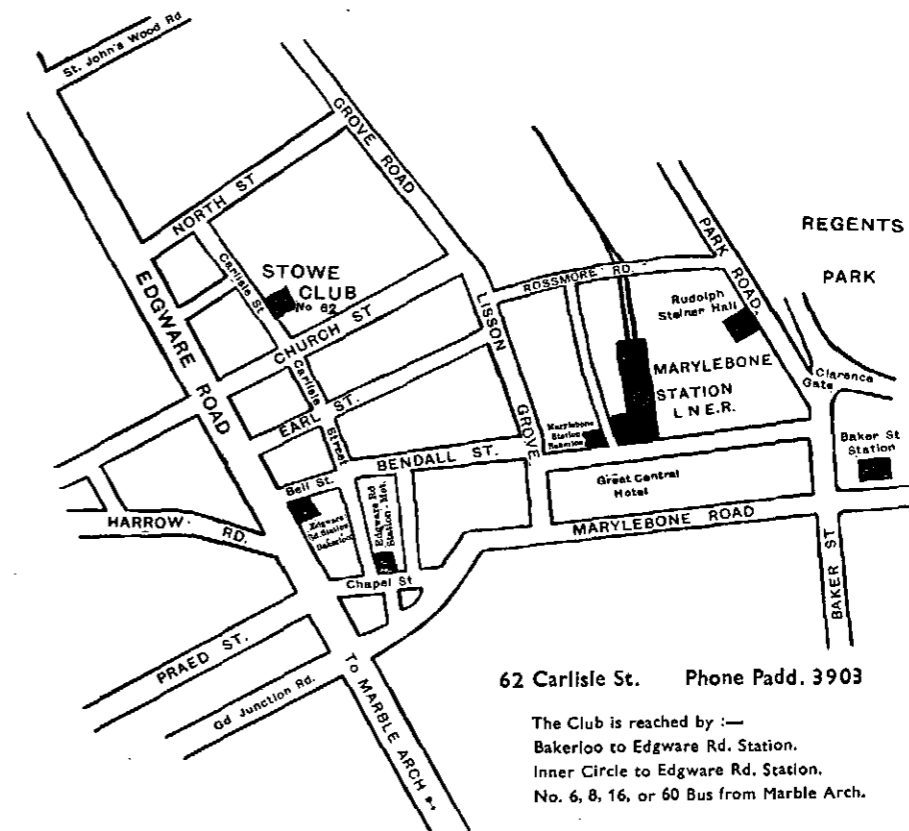 St. John's Wood Rd
GROVE ROAD
NORTH ST
EDGWARE ROAD
Carlisle St.
STOWE
CLUB
No 62
CHURCH ST
LISSON GROVE
ROSSMORE RD.
PARK ROAD
REGENTS
PARK
Rudolph
Steiner Hall
MARYLEBONE
STATION
L.N.E.R.
Clarence
Gate
Carlisle Street
EARL ST.
Marylebone
Station
Bakerloo
Baker St
Station
BENDALL ST.
Bell St.
Great Central
Hotel
HARROW RD.
Edgware
Rd. Station
Bakerloo
Edgware Rd
Station - Met.
MARYLEBONE ROAD
BAKER ST
Chapel St
PRAED ST.
Gd Junction Rd.
TO MARBLE ARCH
62 Carlisle St. Phone Padd. 3903
The Club is reached by :—
Bakerloo to Edgware Rd. Station.
Inner Circle to Edgware Rd. Station.
No. 6, 8, 16, or 60 Bus from Marble Arch.